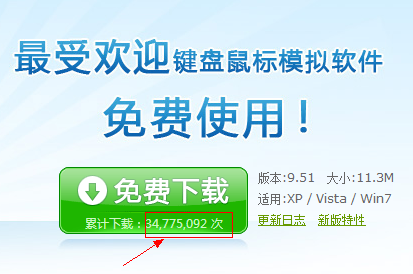 最受欢迎键盘鼠标模拟软件
免费使用！
免费下载
累计下载：34,775,092 次
版本:9.51 大小:11.3M
适用:XP / Vista / Win7
更新日志 新版特性